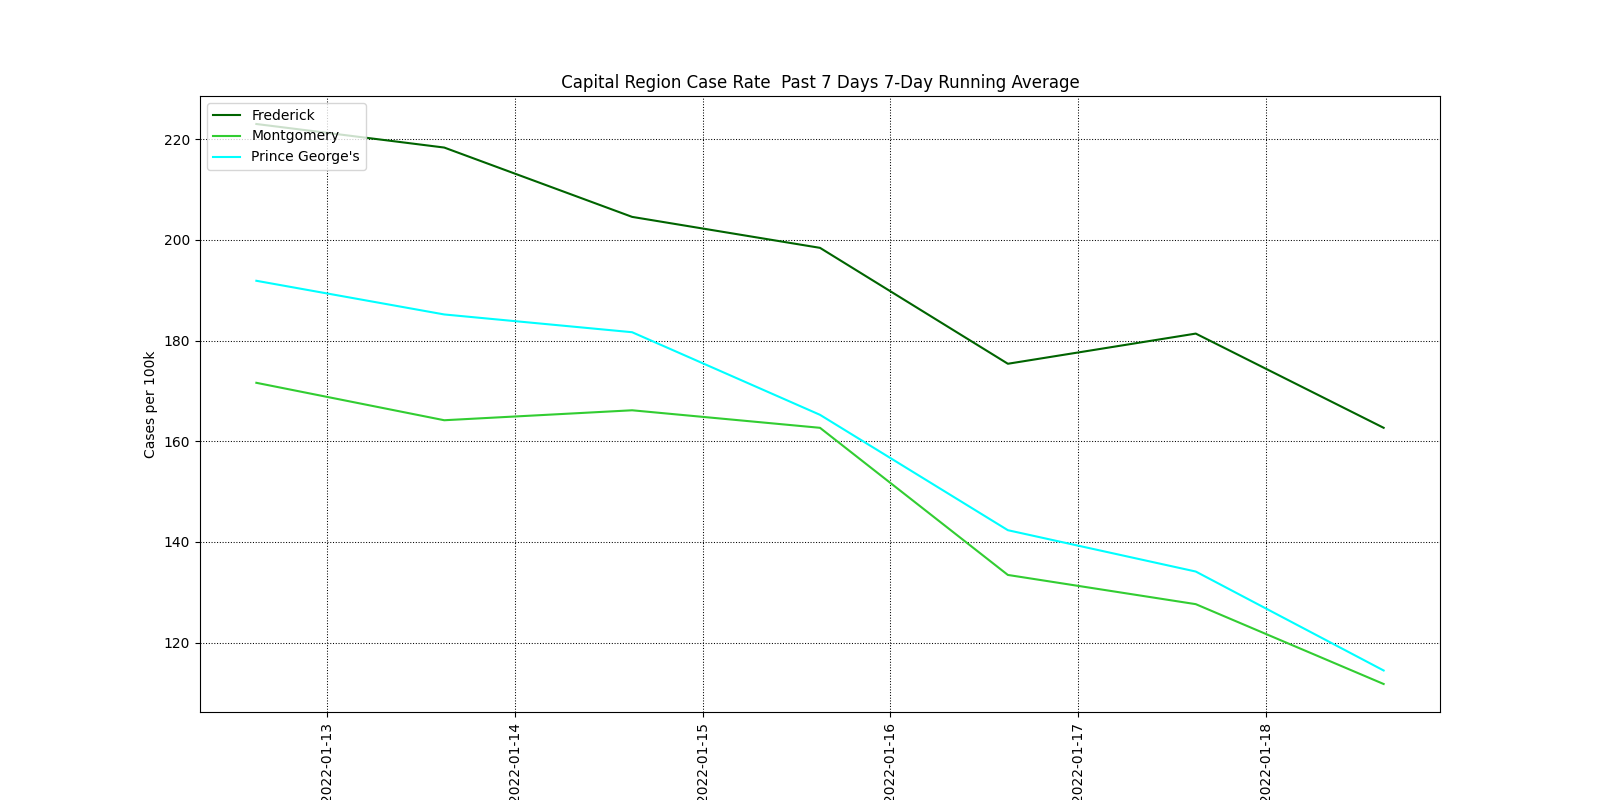 Capital Region Case Rate  Past 7 Days 7-Day Running Average
Frederick
Montgomery
Prince George's
Cases per 100k
220
200
180
160
140
120
2022-01-13
2022-01-14
2022-01-15
2022-01-16
2022-01-17
2022-01-18